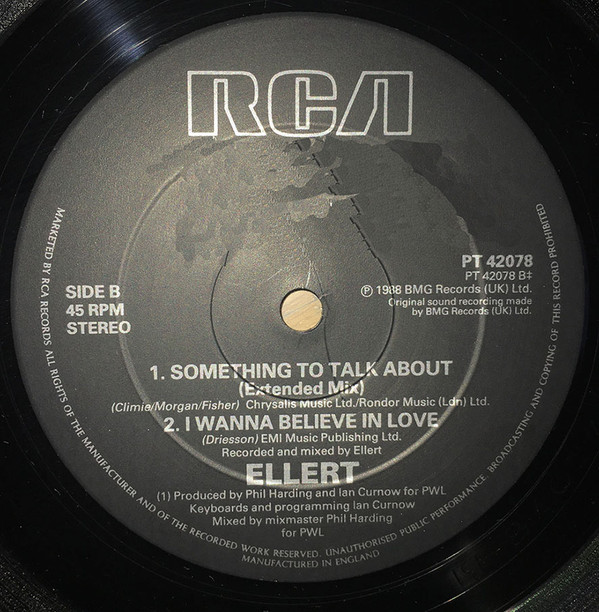 RCA
PT 42078
PT 42078 B‡
SIDE B
45 RPM
STEREO
℗ 1988 BMG Records (UK) Ltd.
Original sound recording made
by BMG Records (UK) Ltd.
1. SOMETHING TO TALK ABOUT
(Extended Mix)
(Climie/Morgan/Fisher) Chrysalis Music Ltd./Rondor Music (Ldn) Ltd.
2. I WANNA BELIEVE IN LOVE
(Driesson) EMI Music Publishing Ltd.
Recorded and mixed by Ellert
ELLERT
(1) Produced by Phil Harding and Ian Curnow for PWL
Keyboards and programming Ian Curnow
Mixed by mixmaster Phil Harding
for PWL
MARKETED BY RCA RECORDS ALL RIGHTS OF THE MANUFACTURER AND OF THE RECORDED WORK RESERVED. UNAUTHORISED PUBLIC PERFORMANCE. BROADCASTING AND COPYING OF THIS RECORD PROHIBITED
MANUFACTURED IN ENGLAND